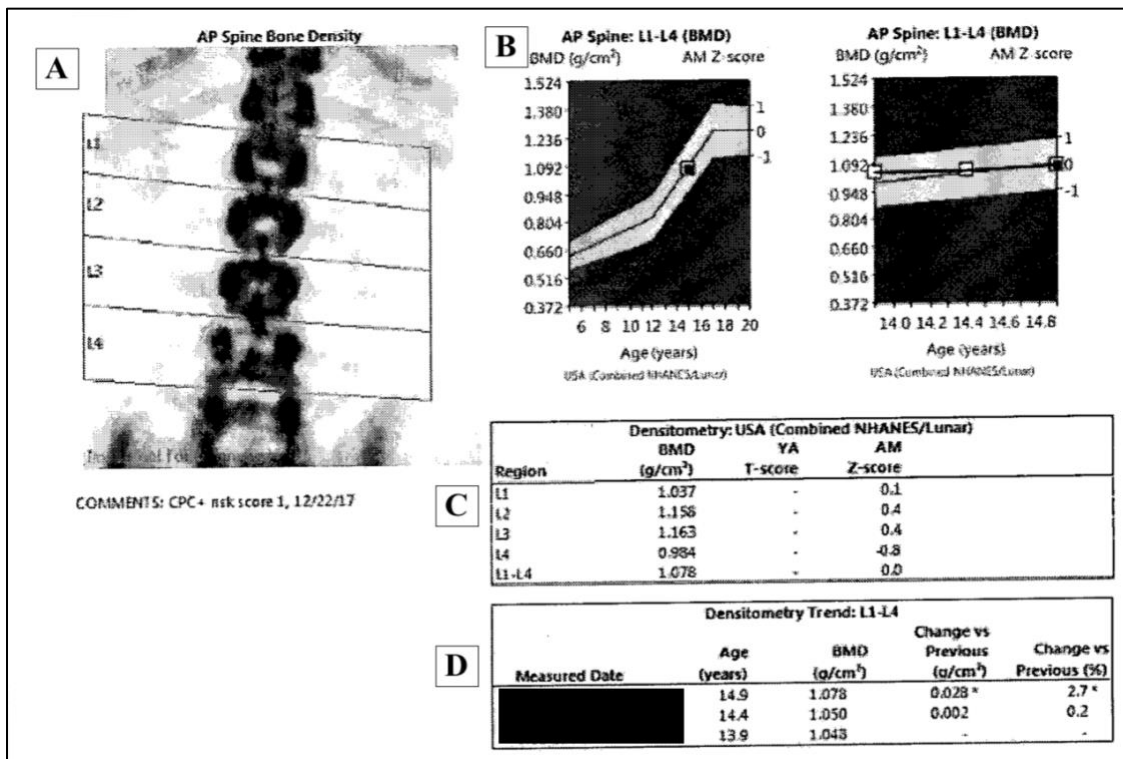 AP Spine Bone Density
A
L1
L2
L3
L4
COMMENTS: CPC+ risk score 1, 12/22/17
B
AP Spine: L1-L4 (BMD)
BMD (g/cm²) AM Z-score
1.524
1.380
1.236
1.092
0.948
0.804
0.660
0.516
0.372
1
0
-1
6 8 10 12 14 16 18 20
Age (years)
USA (Combined NHANES/Lunar)
AP Spine: L1-L4 (BMD)
BMD (g/cm²) AM Z-score
1.524
1.380
1.236
1.092
0.948
0.804
0.660
0.516
0.372
1
0
-1
14.0 14.2 14.4 14.6 14.8
Age (years)
USA (Combined NHANES/Lunar)
C
Densitometry: USA (Combined NHANES/Lunar)
BMD YA AM
Region (g/cm²) T-score Z-score
L1 1.037 - 0.1
L2 1.158 - 0.4
L3 1.163 - 0.4
L4 0.984 - -0.8
L1-L4 1.078 - 0.0
D
Densitometry Trend: L1-L4
Change vs
Age BMD Previous Change vs
Measured Date (years) (g/cm²) (g/cm²) Previous (%)
14.9 1.078 0.028 * 2.7 *
14.4 1.050 0.002 0.2
13.9 1.048 - -